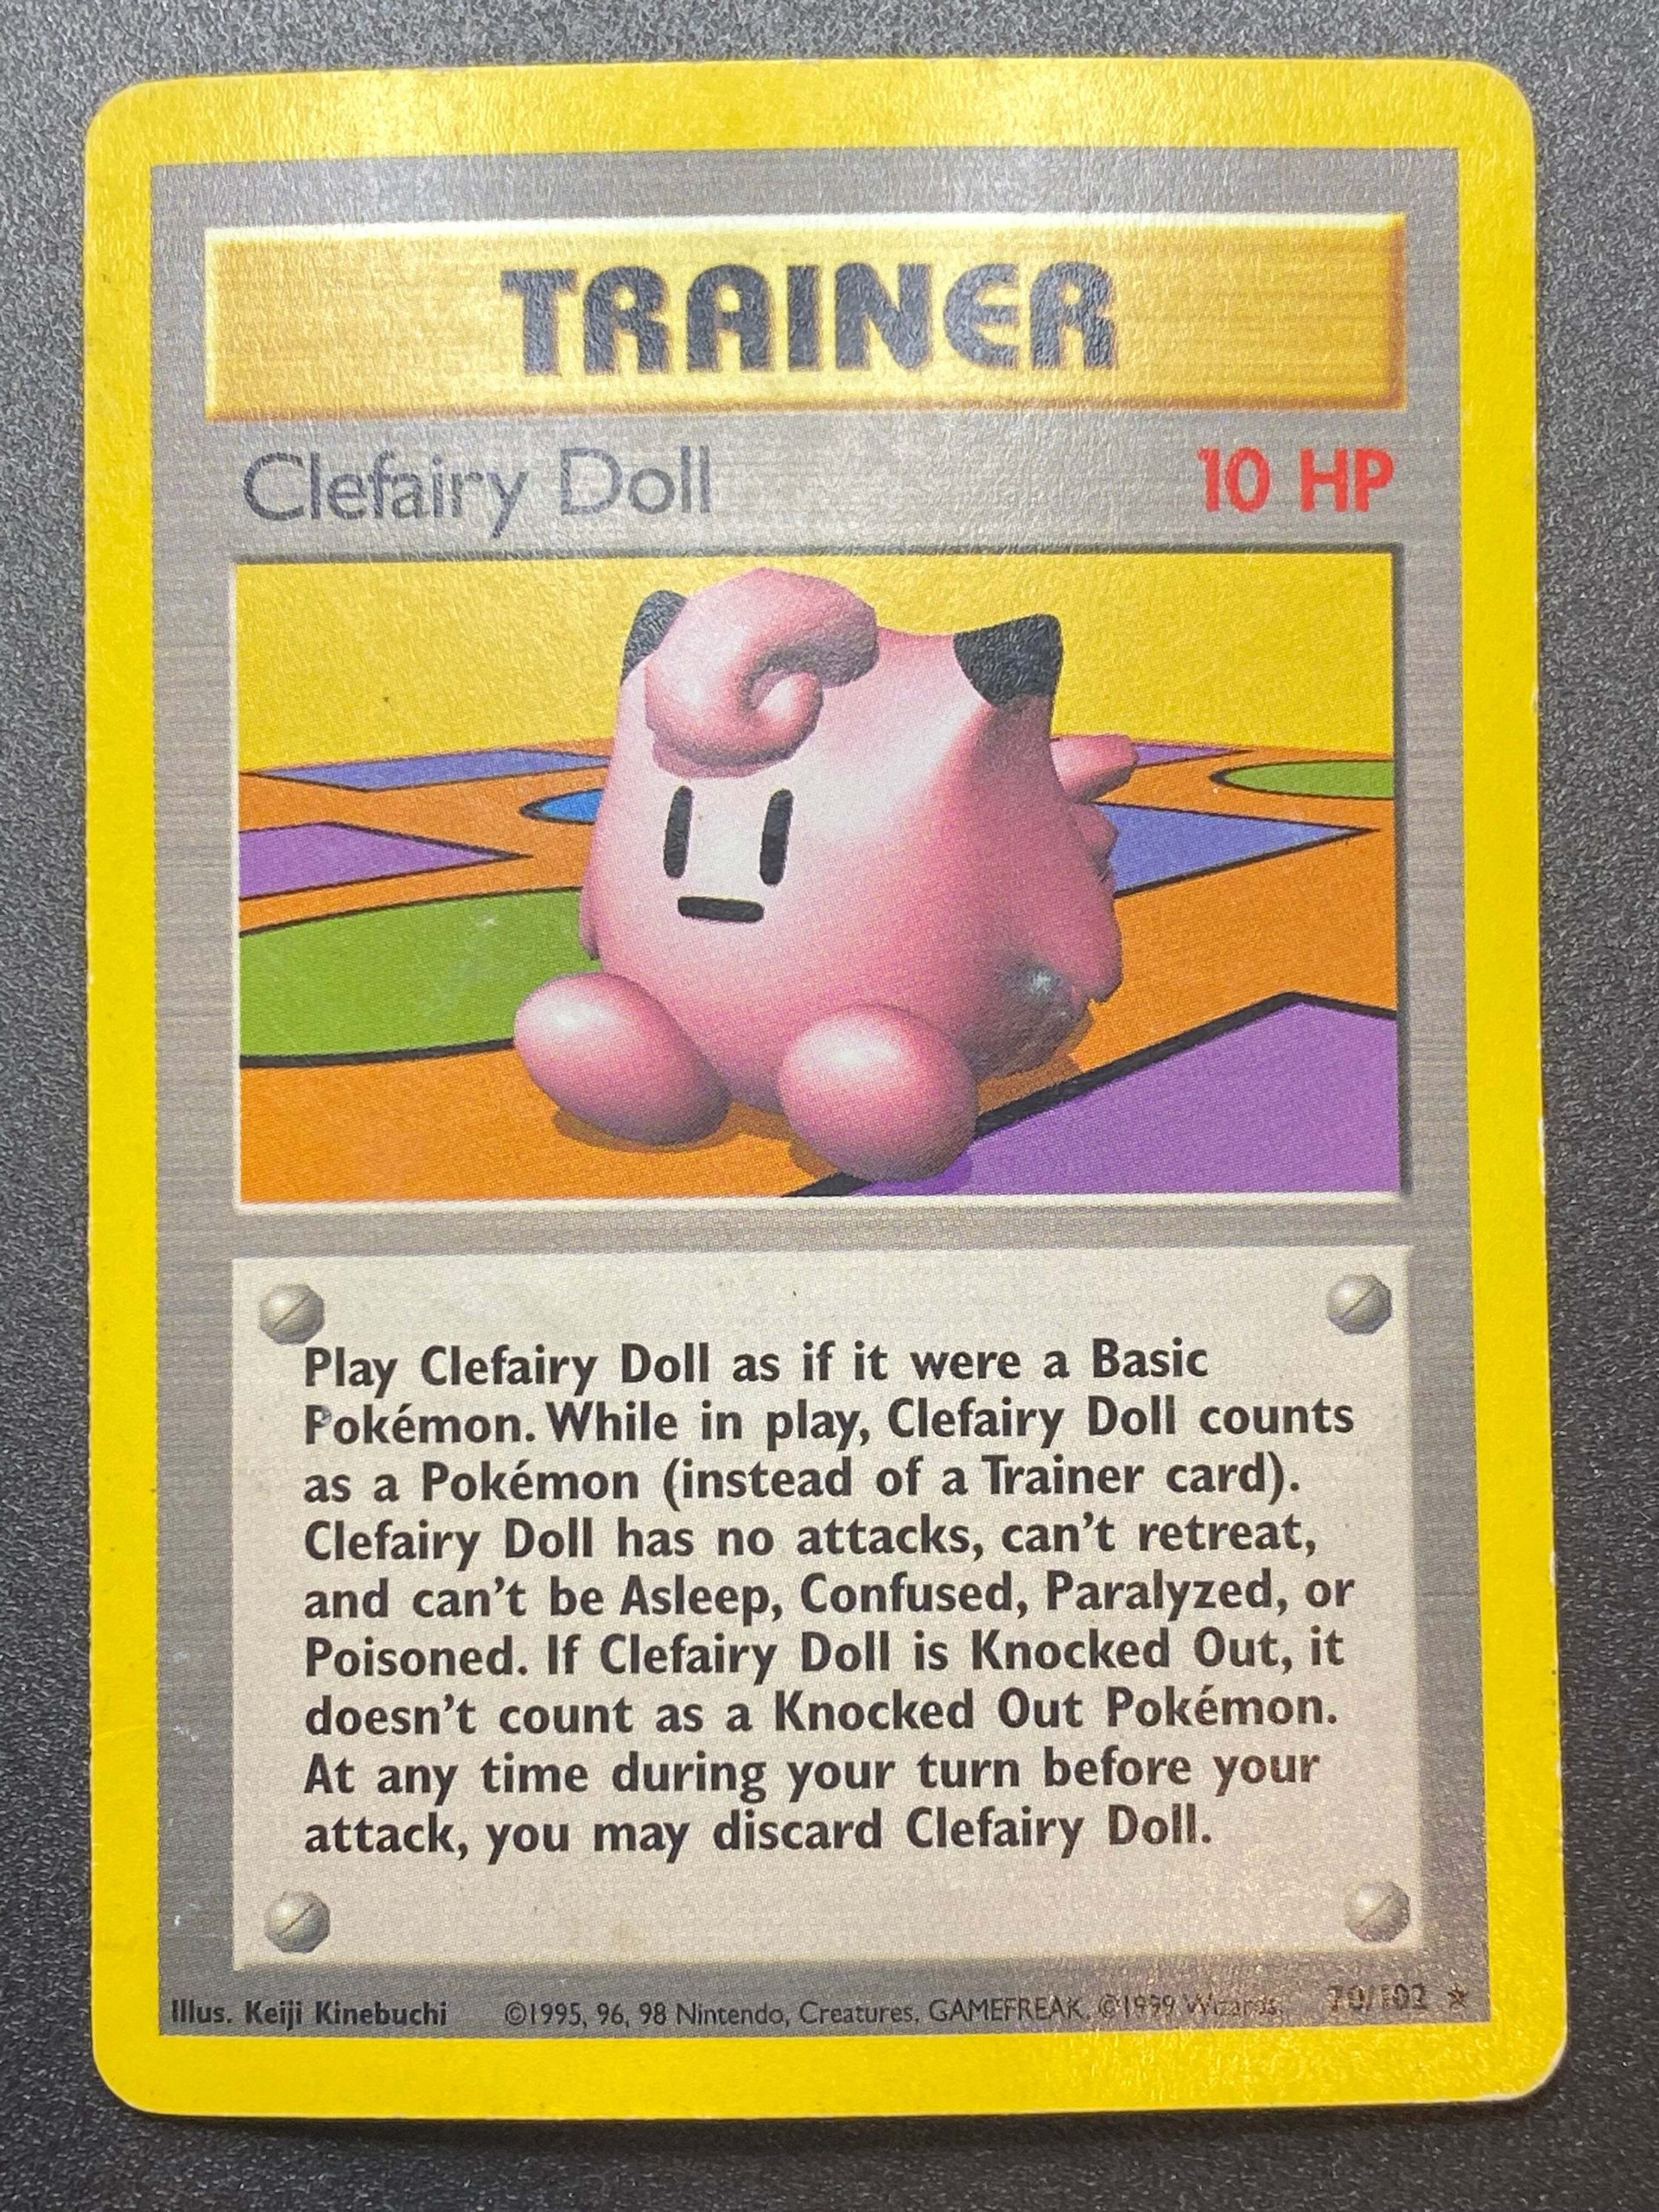 TRAINER
Clefairy Doll 10 HP
Play Clefairy Doll as if it were a Basic
Pokémon. While in play, Clefairy Doll counts
as a Pokémon (instead of a Trainer card).
Clefairy Doll has no attacks, can't retreat,
and can't be Asleep, Confused, Paralyzed, or
Poisoned. If Clefairy Doll is Knocked Out, it
doesn't count as a Knocked Out Pokémon.
At any time during your turn before your
attack, you may discard Clefairy Doll.
Illus. Keiji Kinebuchi ©1995, 96, 98 Nintendo, Creatures, GAMEFREAK. ©1999 Wizards. 70/102 ★